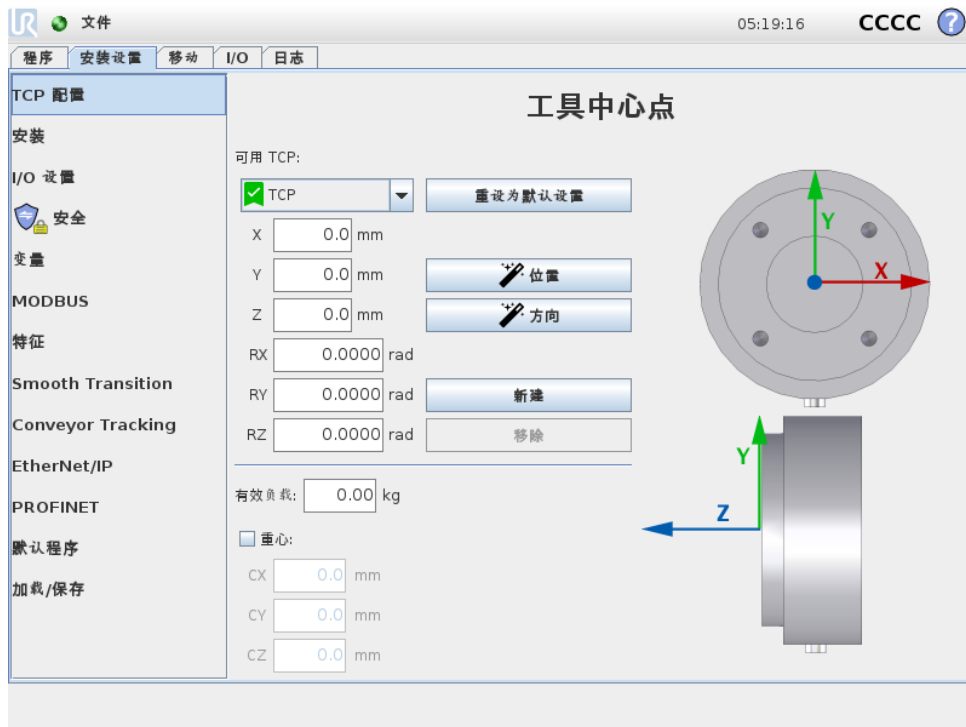 UR 文件 05:19:16 CCCC ?
程序 安装设置 移动 I/O 日志
TCP 配置
安装
I/O 设置
安全
变量
MODBUS
特征
Smooth Transition
Conveyor Tracking
EtherNet/IP
PROFINET
默认程序
加载/保存
工具中心点
可用 TCP:
TCP 重设为默认设置
X 0.0 mm
Y 0.0 mm 位置
Z 0.0 mm 方向
RX 0.0000 rad
RY 0.0000 rad 新建
RZ 0.0000 rad 移除
有效负载: 0.00 kg
重心:
CX 0.0 mm
CY 0.0 mm
CZ 0.0 mm
Y
X
Y
Z